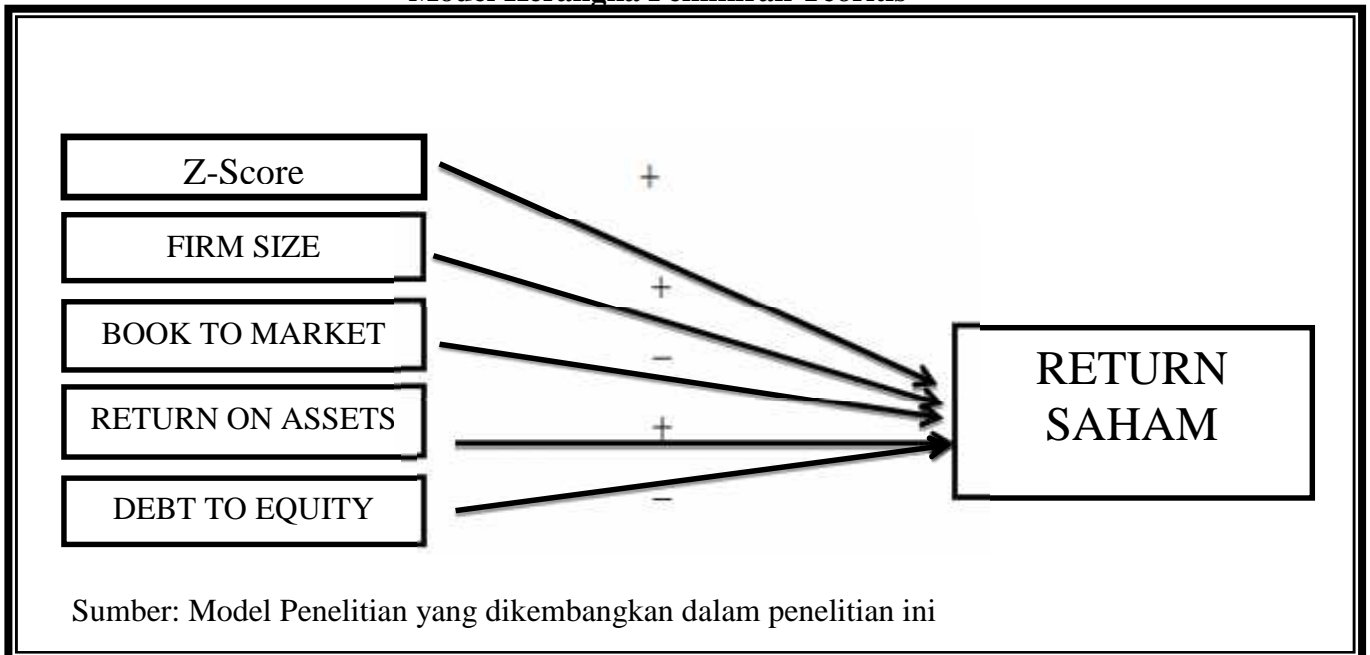 Z-Score
+
FIRM SIZE
+
BOOK TO MARKET
−
RETURN ON ASSETS
+
DEBT TO EQUITY
−
RETURN
SAHAM
Sumber: Model Penelitian yang dikembangkan dalam penelitian ini